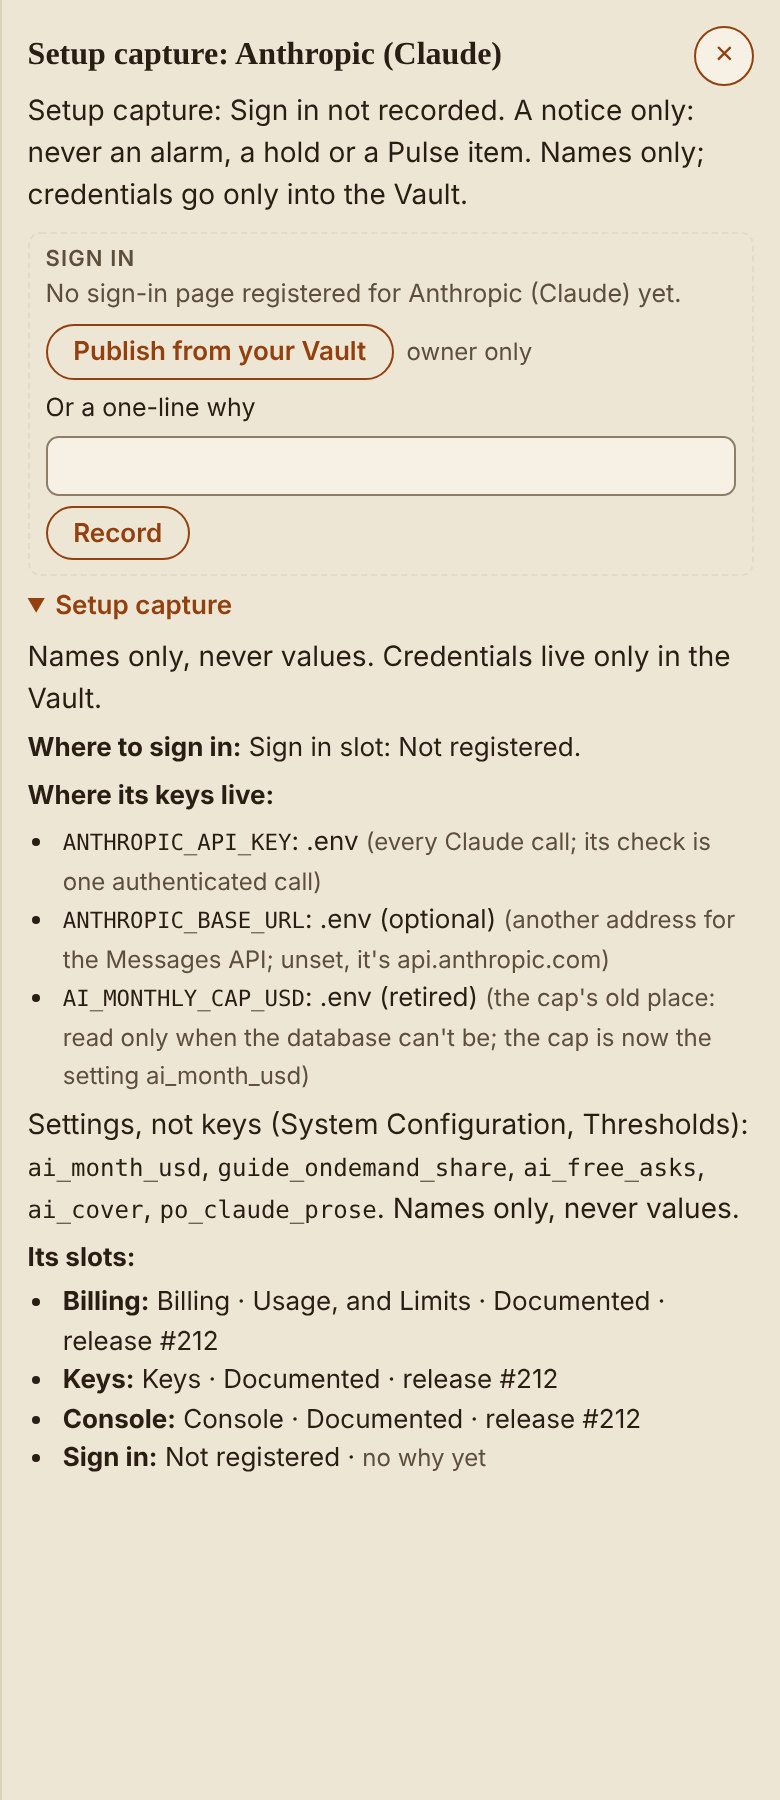 Setup capture: Anthropic (Claude)
×
Setup capture: Sign in not recorded. A notice only:
never an alarm, a hold or a Pulse item. Names only;
credentials go only into the Vault.
SIGN IN
No sign-in page registered for Anthropic (Claude) yet.
Publish from your Vault owner only
Or a one-line why
Record
▼ Setup capture
Names only, never values. Credentials live only in the
Vault.
Where to sign in: Sign in slot: Not registered.
Where its keys live:
• ANTHROPIC_API_KEY: .env (every Claude call; its check is
one authenticated call)
• ANTHROPIC_BASE_URL: .env (optional) (another address for
the Messages API; unset, it's api.anthropic.com)
• AI_MONTHLY_CAP_USD: .env (retired) (the cap's old place:
read only when the database can't be; the cap is now the
setting ai_month_usd)
Settings, not keys (System Configuration, Thresholds):
ai_month_usd, guide_ondemand_share, ai_free_asks,
ai_cover, po_claude_prose. Names only, never values.
Its slots:
• Billing: Billing · Usage, and Limits · Documented ·
release #212
• Keys: Keys · Documented · release #212
• Console: Console · Documented · release #212
• Sign in: Not registered · no why yet